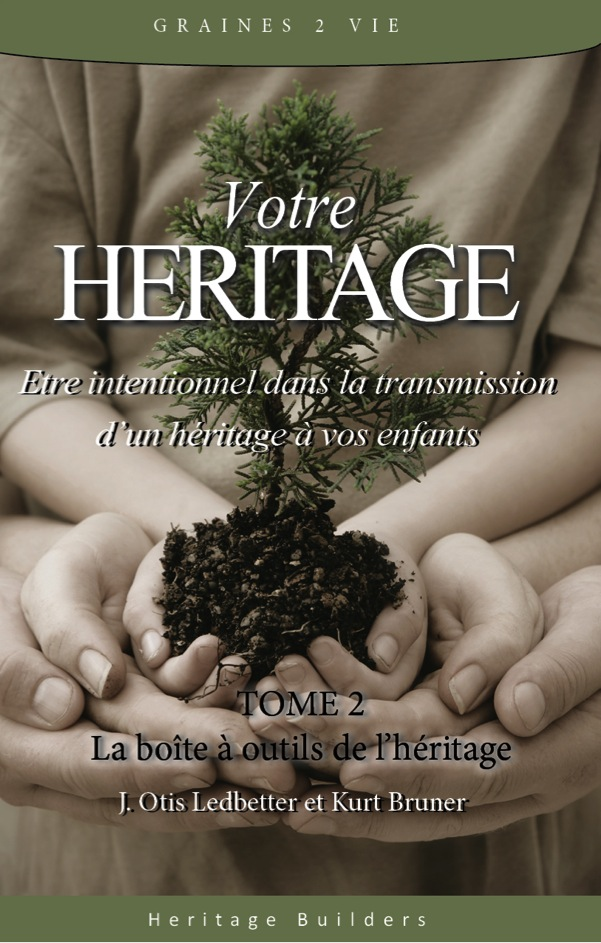 GRAINES 2 VIE
Votre
HERITAGE
Etre intentionnel dans la transmission
d'un héritage à vos enfants
TOME 2
La boîte à outils de l'héritage
J. Otis Ledbetter et Kurt Bruner
Heritage Builders